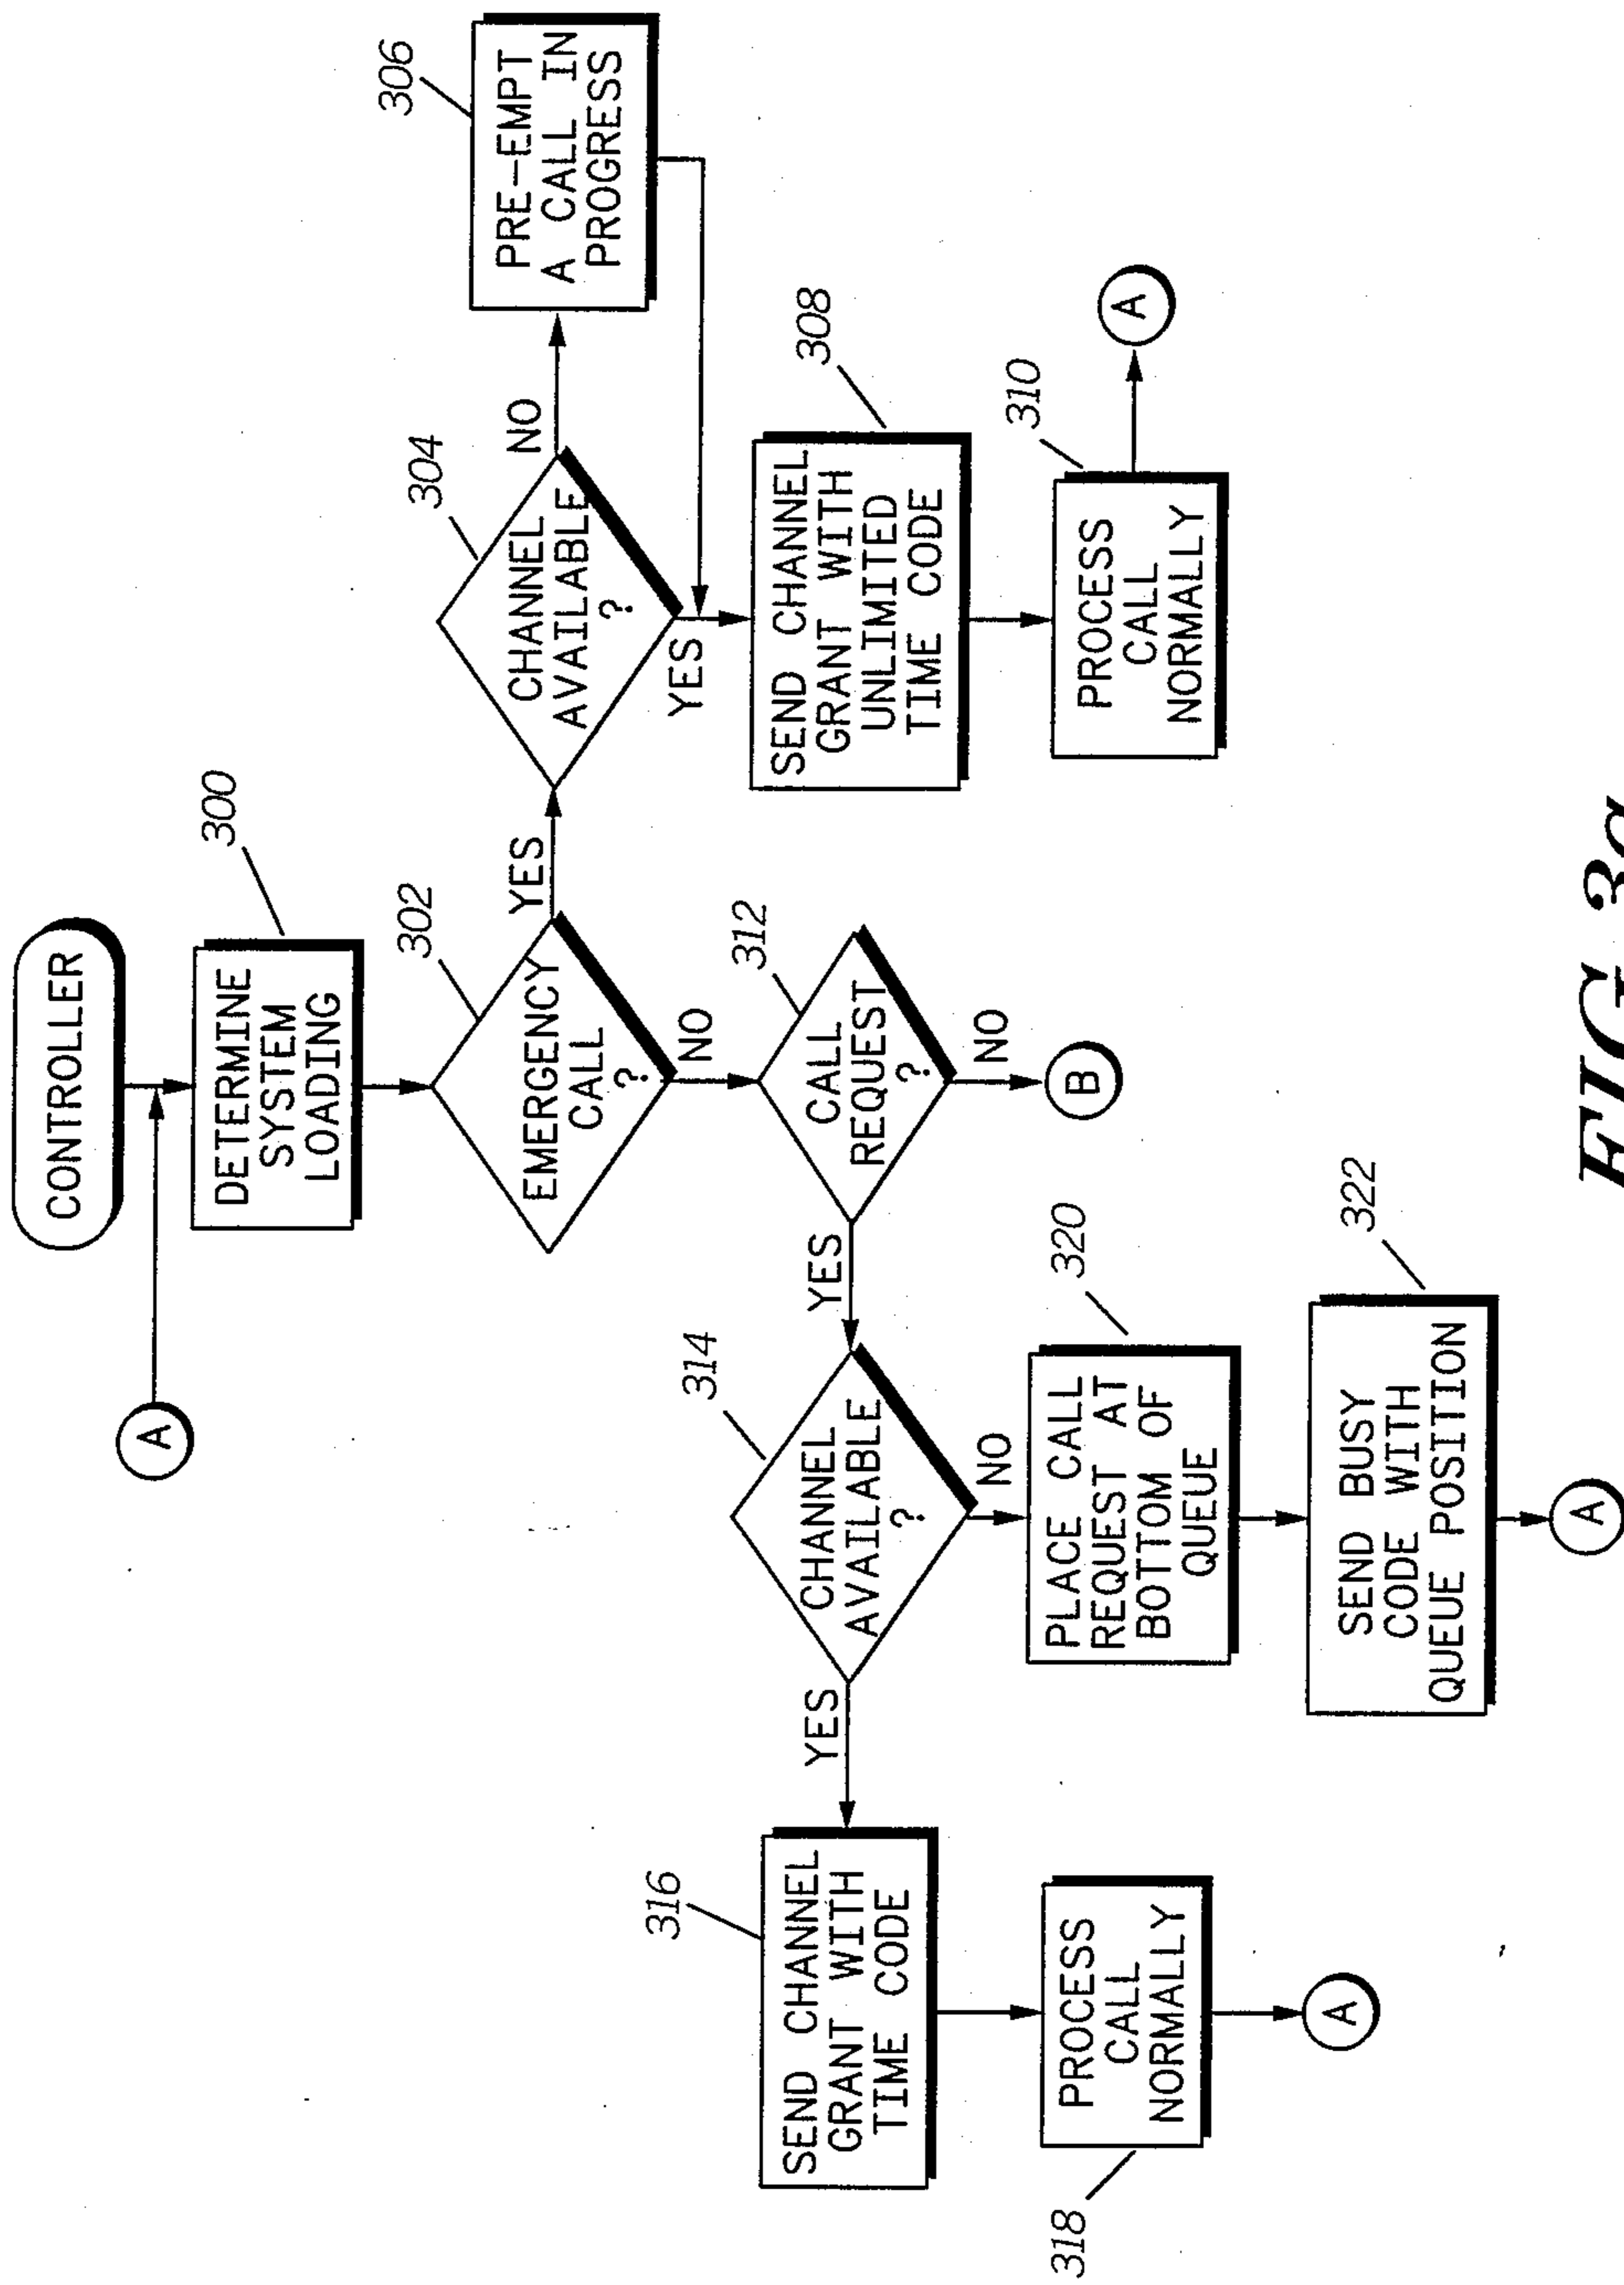 CONTROLLER
A
300
DETERMINE
SYSTEM
LOADING
302
EMERGENCY
CALL
?
YES
NO
304
CHANNEL
AVAILABLE
?
NO
YES
306
PRE-EMPT
A CALL IN
PROGRESS
308
SEND CHANNEL
GRANT WITH
UNLIMITED
TIME CODE
310
PROCESS
CALL
NORMALLY
A
312
CALL
REQUEST
?
YES
NO
B
314
CHANNEL
AVAILABLE
?
YES
NO
316
SEND CHANNEL
GRANT WITH
TIME CODE
318
PROCESS
CALL
NORMALLY
A
320
PLACE CALL
REQUEST AT
BOTTOM OF
QUEUE
322
SEND BUSY
CODE WITH
QUEUE POSITION
A
FIG. 3a